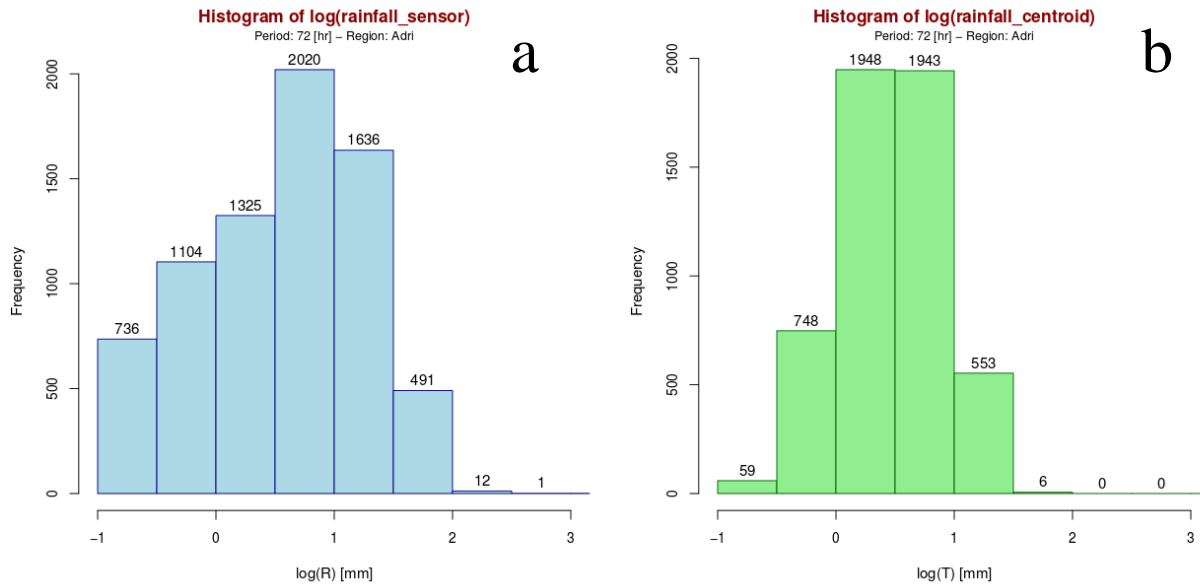 Histogram of log(rainfall_sensor)
Period: 72 [hr] − Region: Adri
a
Frequency
2000
1500
1000
500
0
736
1104
1325
2020
1636
491
12
1
−1 0 1 2 3
log(R) [mm]
Histogram of log(rainfall_centroid)
Period: 72 [hr] − Region: Adri
b
Frequency
2000
1500
1000
500
0
59
748
1948
1943
553
6
0
0
−1 0 1 2 3
log(T) [mm]